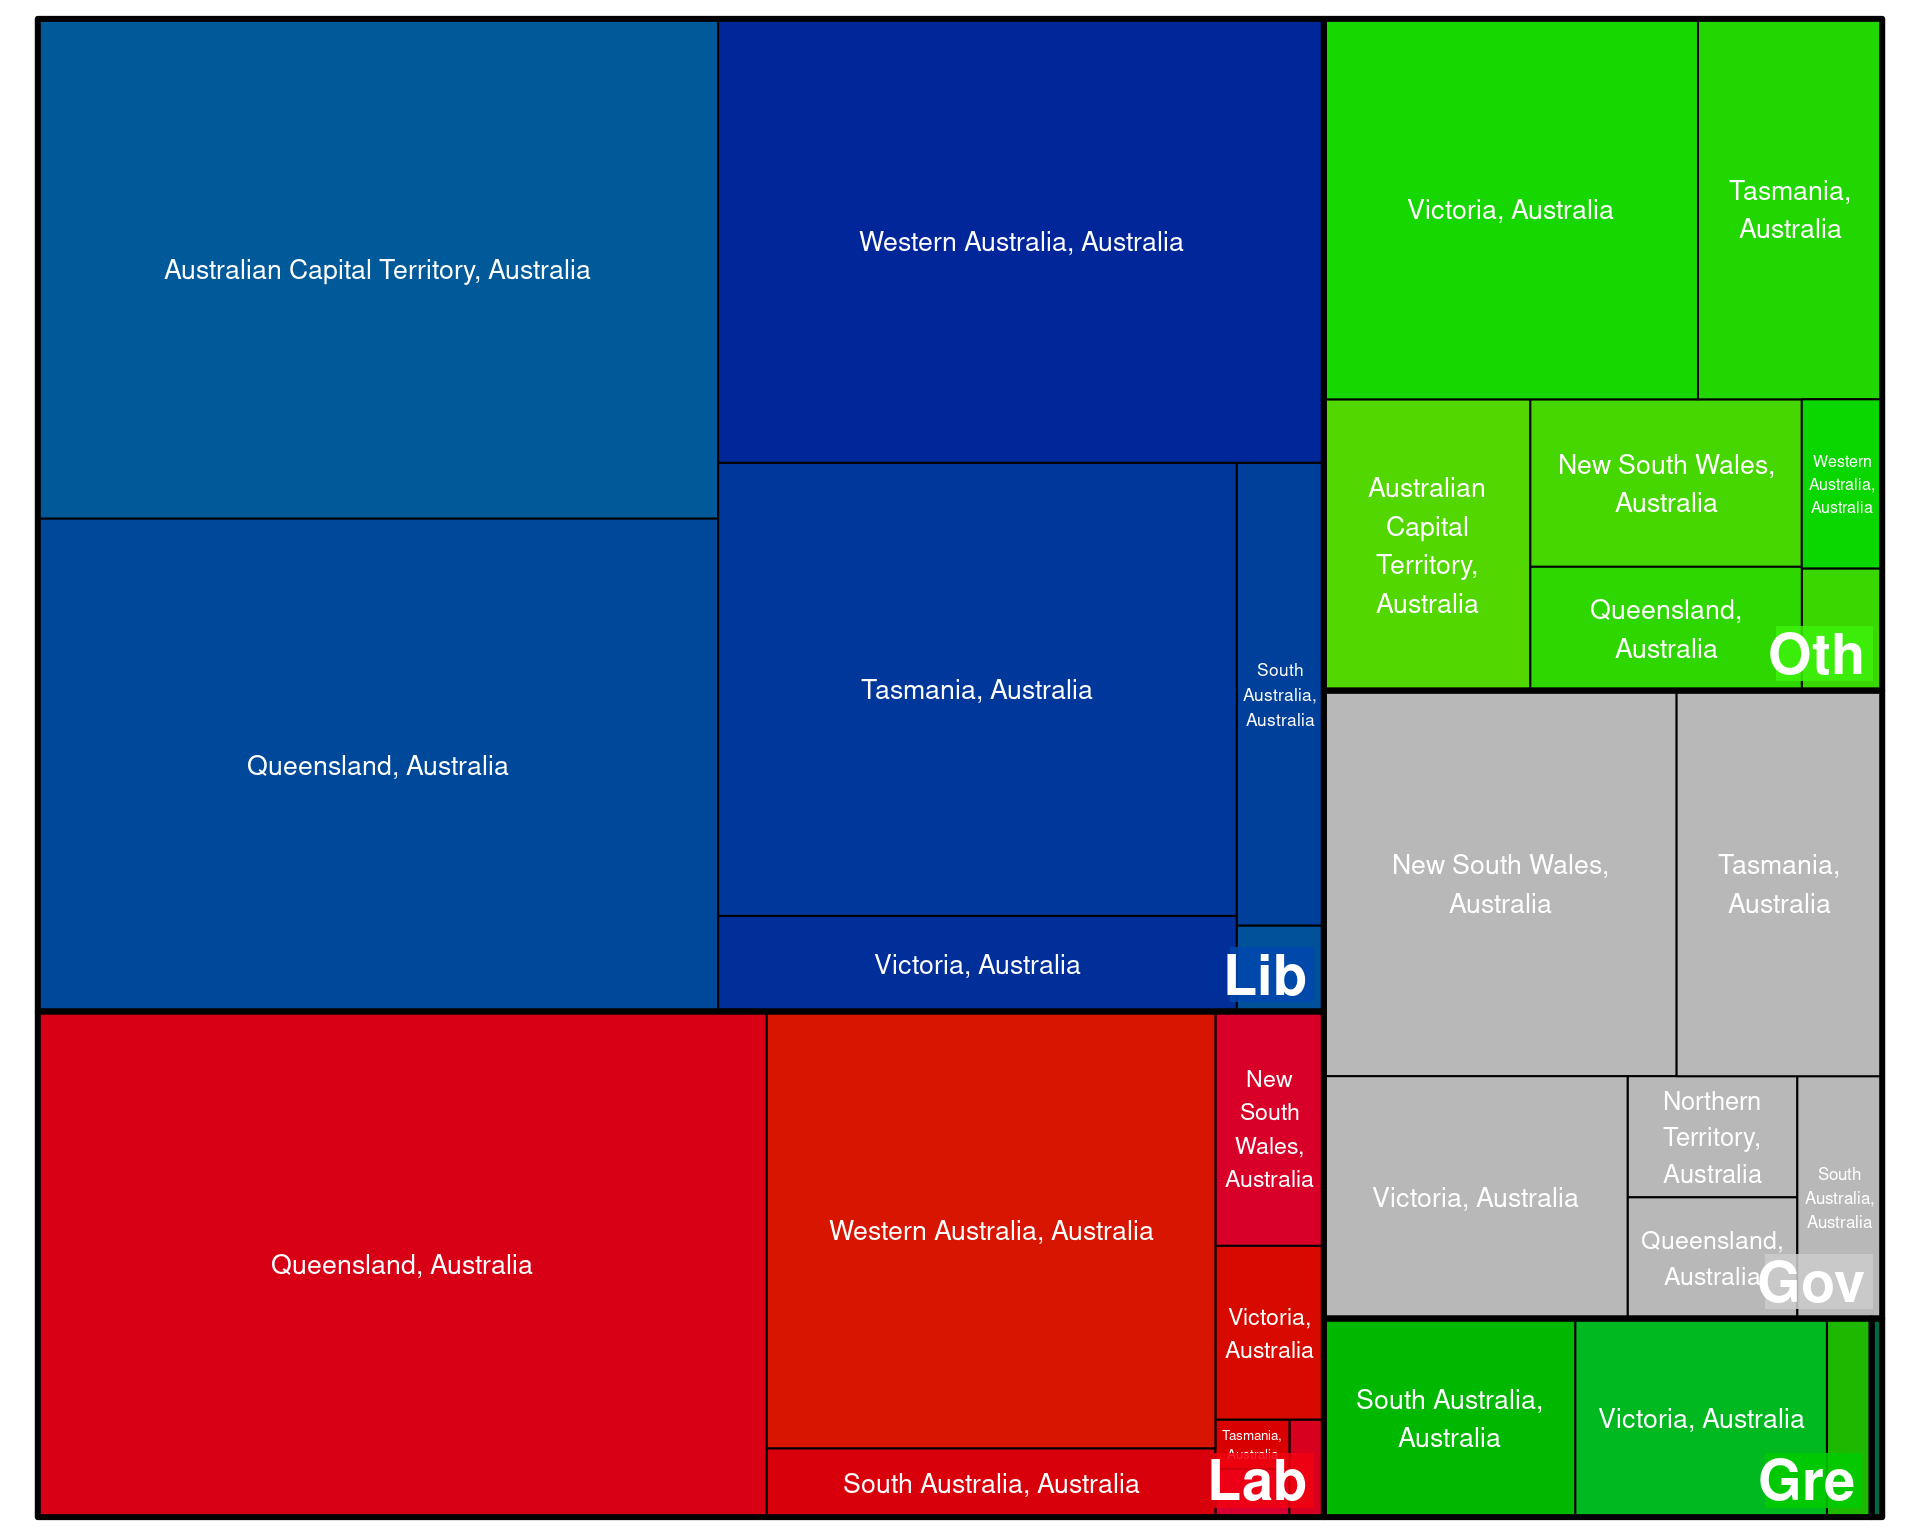 Australian Capital Territory, Australia
Queensland, Australia
Western Australia, Australia
Tasmania, Australia
South
Australia,
Australia
Victoria, Australia
Lib
Queensland, Australia
Western Australia, Australia
South Australia, Australia
New
South
Wales,
Australia
Victoria,
Australia
Tasmania,
Australia
Lab
Victoria, Australia
Tasmania,
Australia
Australian
Capital
Territory,
Australia
New South Wales,
Australia
Queensland,
Australia
Western
Australia,
Australia
Oth
New South Wales,
Australia
Tasmania,
Australia
Victoria, Australia
Northern
Territory,
Australia
Queensland,
Australia
South
Australia,
Australia
Gov
South Australia,
Australia
Victoria, Australia
Gre